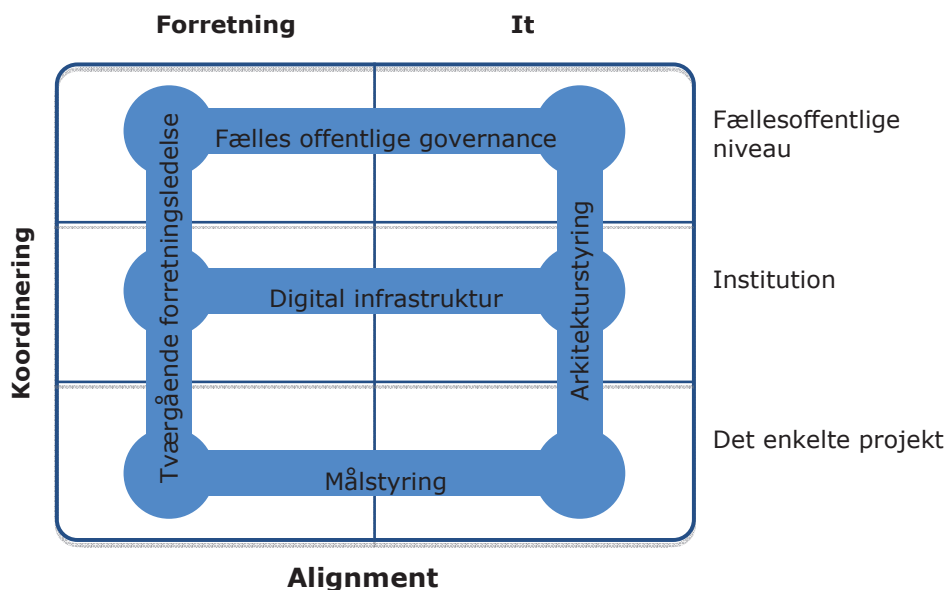 Forretning
It
Fælles offentlige governance
Fællesoffentlige
niveau
Koordinering
Tværgående forretningsledelse
Digital infrastruktur
Arkitekturstyring
Institution
Målstyring
Det enkelte projekt
Alignment